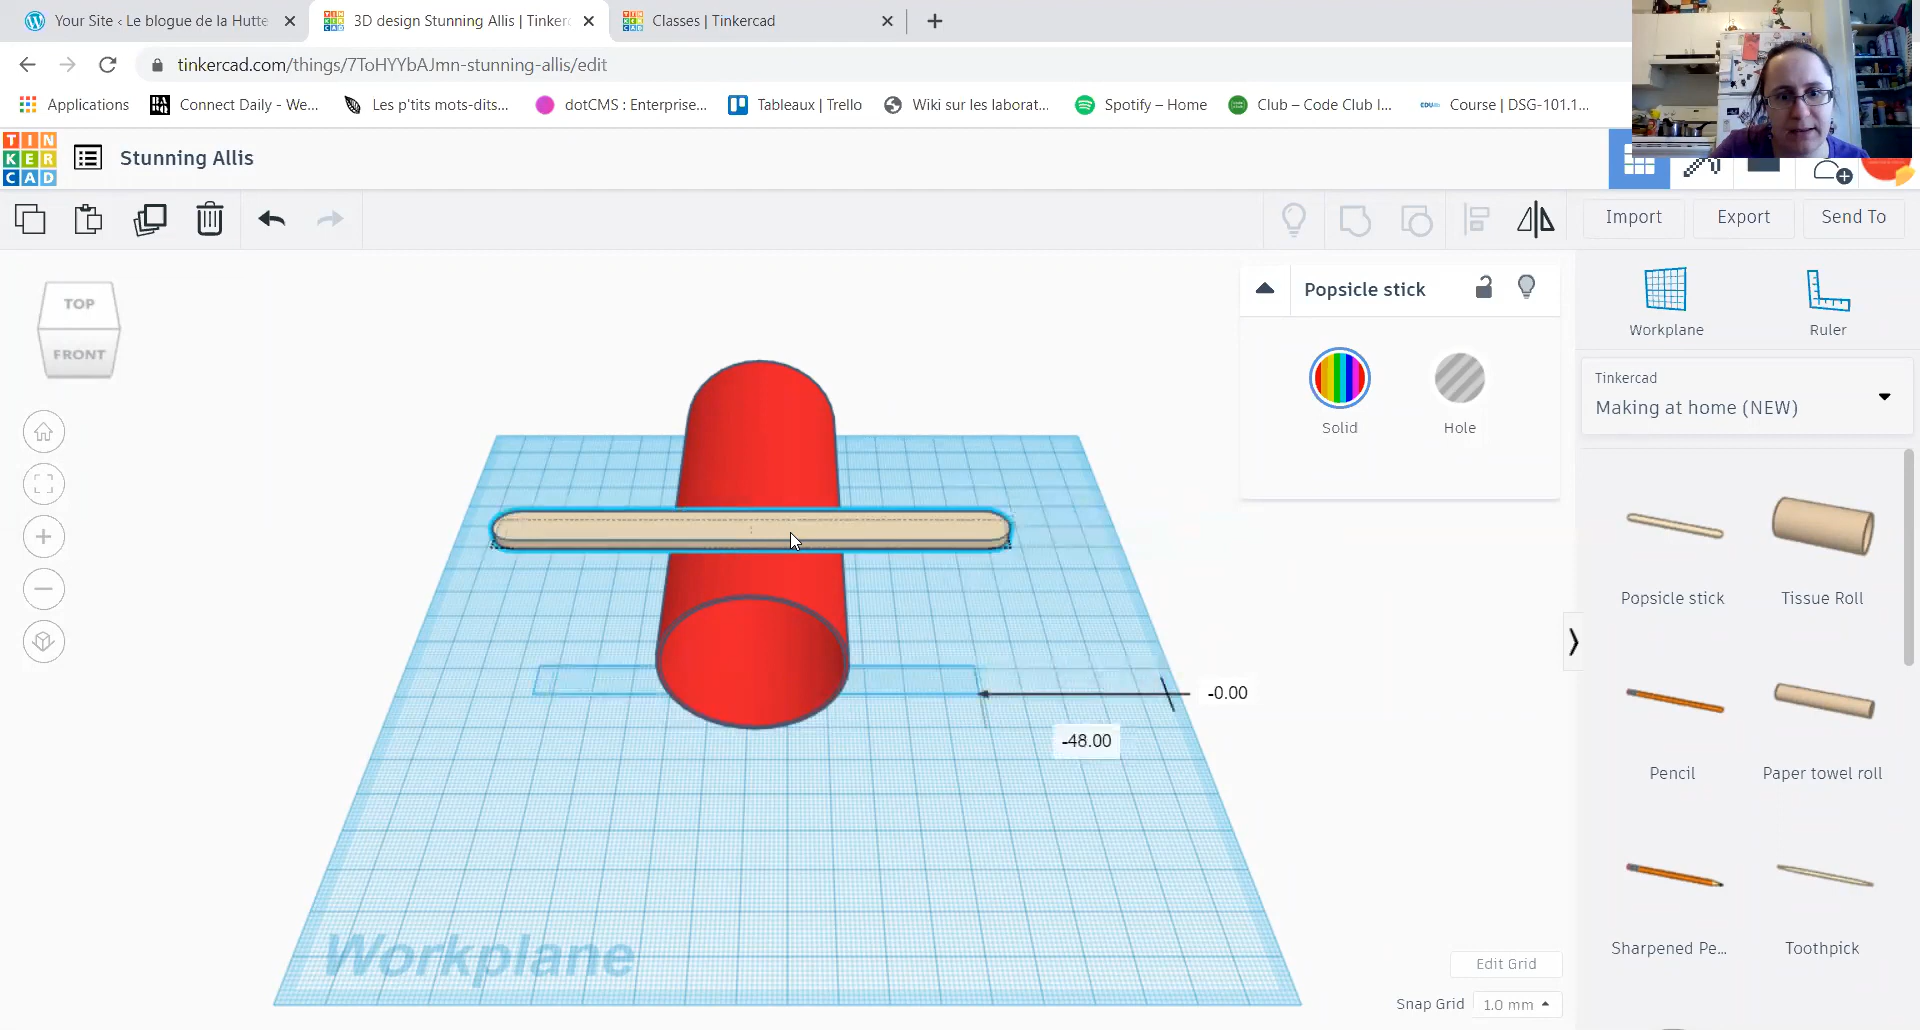 Your Site ‹ Le blogue de la Hutte
3D design Stunning Allis | Tinker
Classes | Tinkercad
tinkercad.com/things/7ToHYYbAJmn-stunning-allis/edit
Applications
Connect Daily - We...
Les p'tits mots-dits...
dotCMS : Enterprise...
Tableaux | Trello
Wiki sur les laborat...
Spotify – Home
Club – Code Club I...
Course | DSG-101.1...
TIN
KER
CAD
Stunning Allis
Import
Export
Send To
TOP
FRONT
Popsicle stick
Solid
Hole
Workplane
Ruler
Tinkercad
Making at home (NEW)
Popsicle stick
Tissue Roll
Pencil
Paper towel roll
Sharpened Pe...
Toothpick
-0.00
-48.00
Workplane
Edit Grid
Snap Grid
1.0 mm